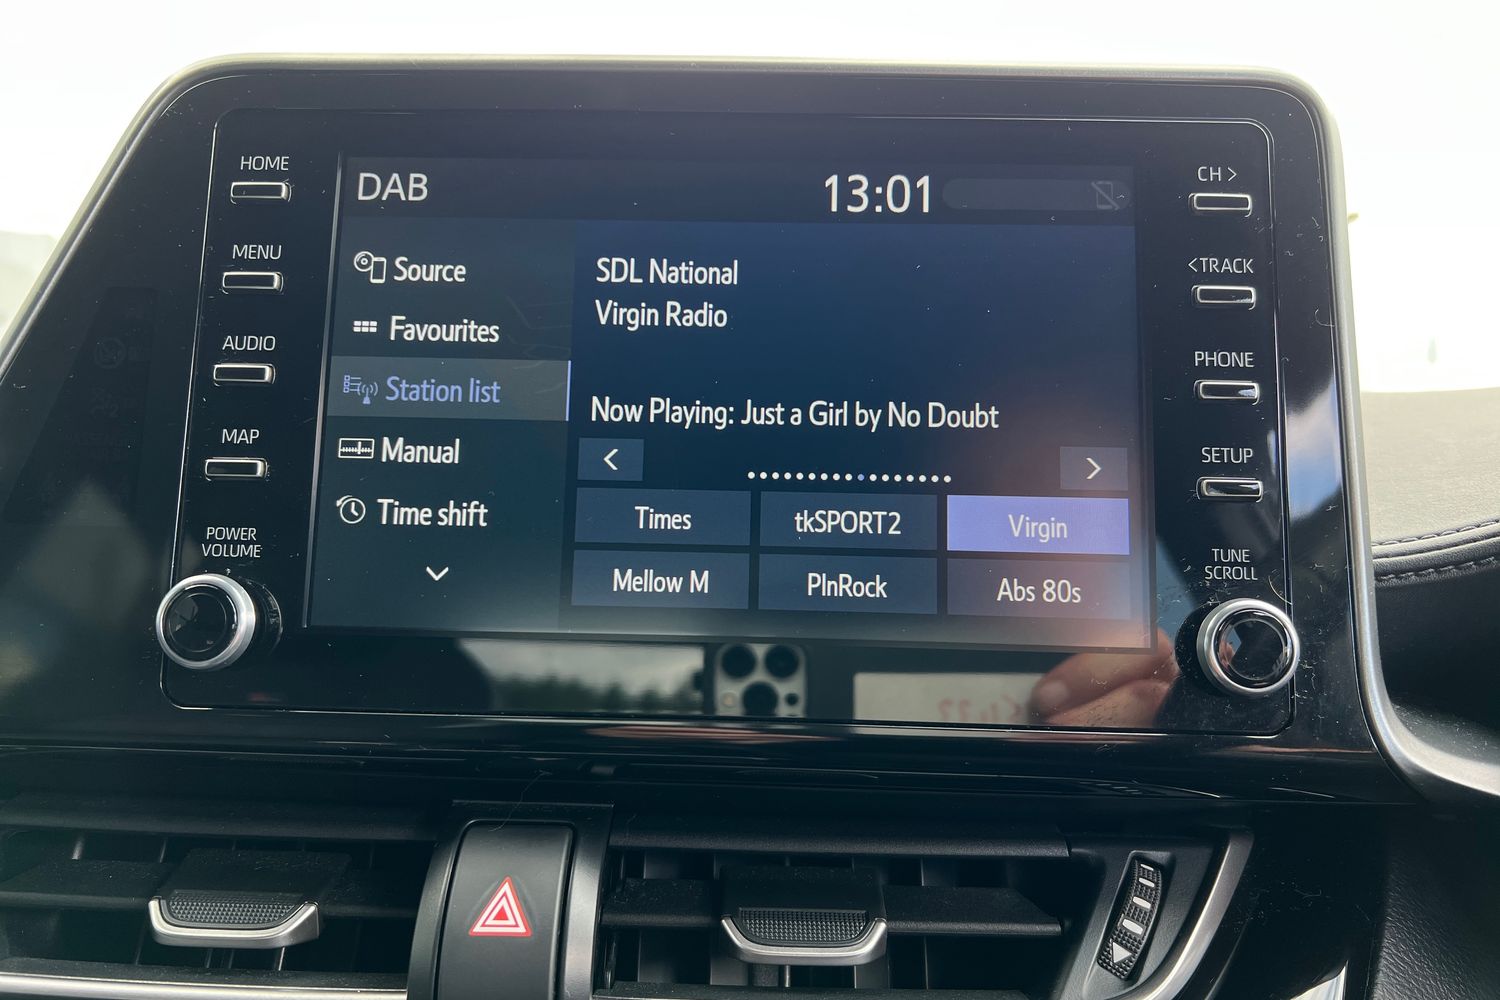 HOME
MENU
AUDIO
MAP
POWER
VOLUME
DAB
13:01
Source
Favourites
Station list
Manual
Time shift
SDL National
Virgin Radio
Now Playing: Just a Girl by No Doubt
<
>
Times
tkSPORT2
Virgin
Mellow M
PlnRock
Abs 80s
CH >
<TRACK
PHONE
SETUP
TUNE
SCROLL